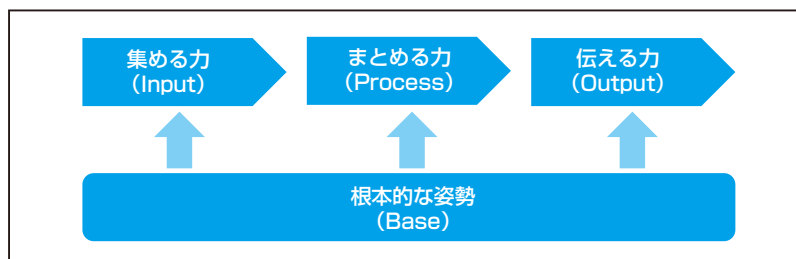 集める力
（Input）
まとめる力
（Process）
伝える力
（Output）
根本的な姿勢
（Base）